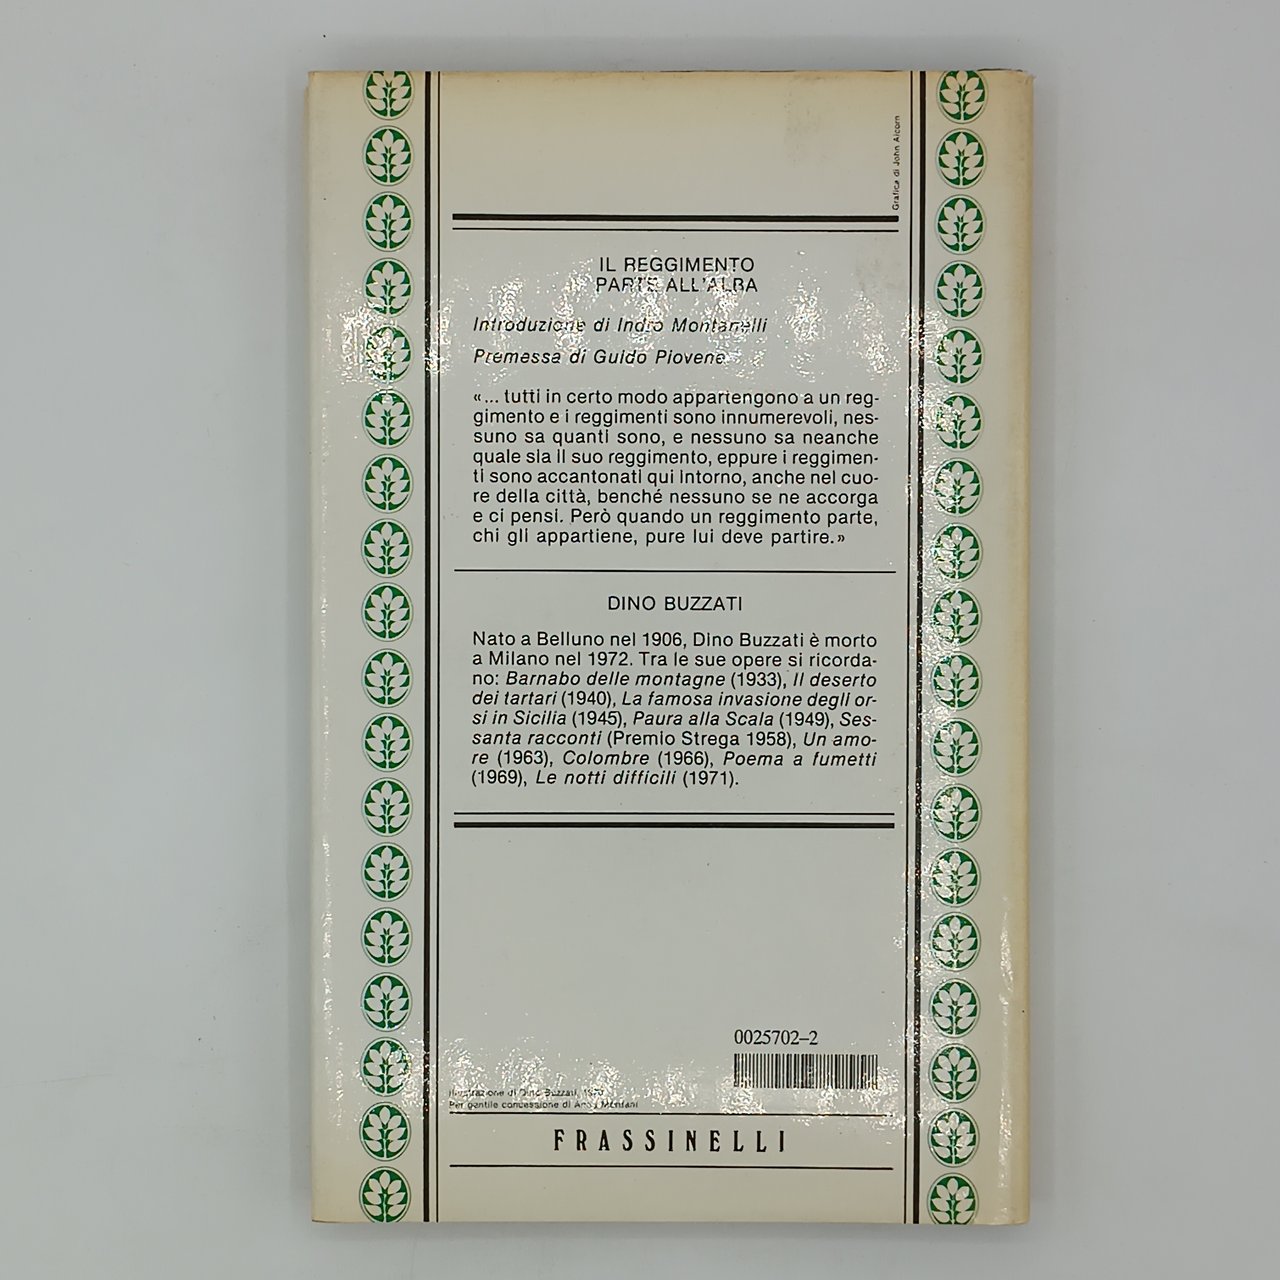 Grafica di John Alcorn
IL REGGIMENTO
PARTE ALL'ALBA
Introduzione di Indro Montanelli
Premessa di Guido Piovene
«... tutti in certo modo appartengono a un reg-
gimento e i reggimenti sono innumerevoli, nes-
suno sa quanti sono, e nessuno sa neanche
quale sia il suo reggimento, eppure i reggimen-
ti sono accantonati qui intorno, anche nel cuo-
re della città, benché nessuno se ne accorga
e ci pensi. Però quando un reggimento parte,
chi gli appartiene, pure lui deve partire.»
DINO BUZZATI
Nato a Belluno nel 1906, Dino Buzzati è morto
a Milano nel 1972. Tra le sue opere si ricorda-
no: Barnabo delle montagne (1933), Il deserto
dei tartari (1940), La famosa invasione degli or-
si in Sicilia (1945), Paura alla Scala (1949), Ses-
santa racconti (Premio Strega 1958), Un amo-
re (1963), Colombre (1966), Poema a fumetti
(1969), Le notti difficili (1971).
0025702-2
Illustrazione di Dino Buzzati,
Per gentile concessione di
FRASSINELLI